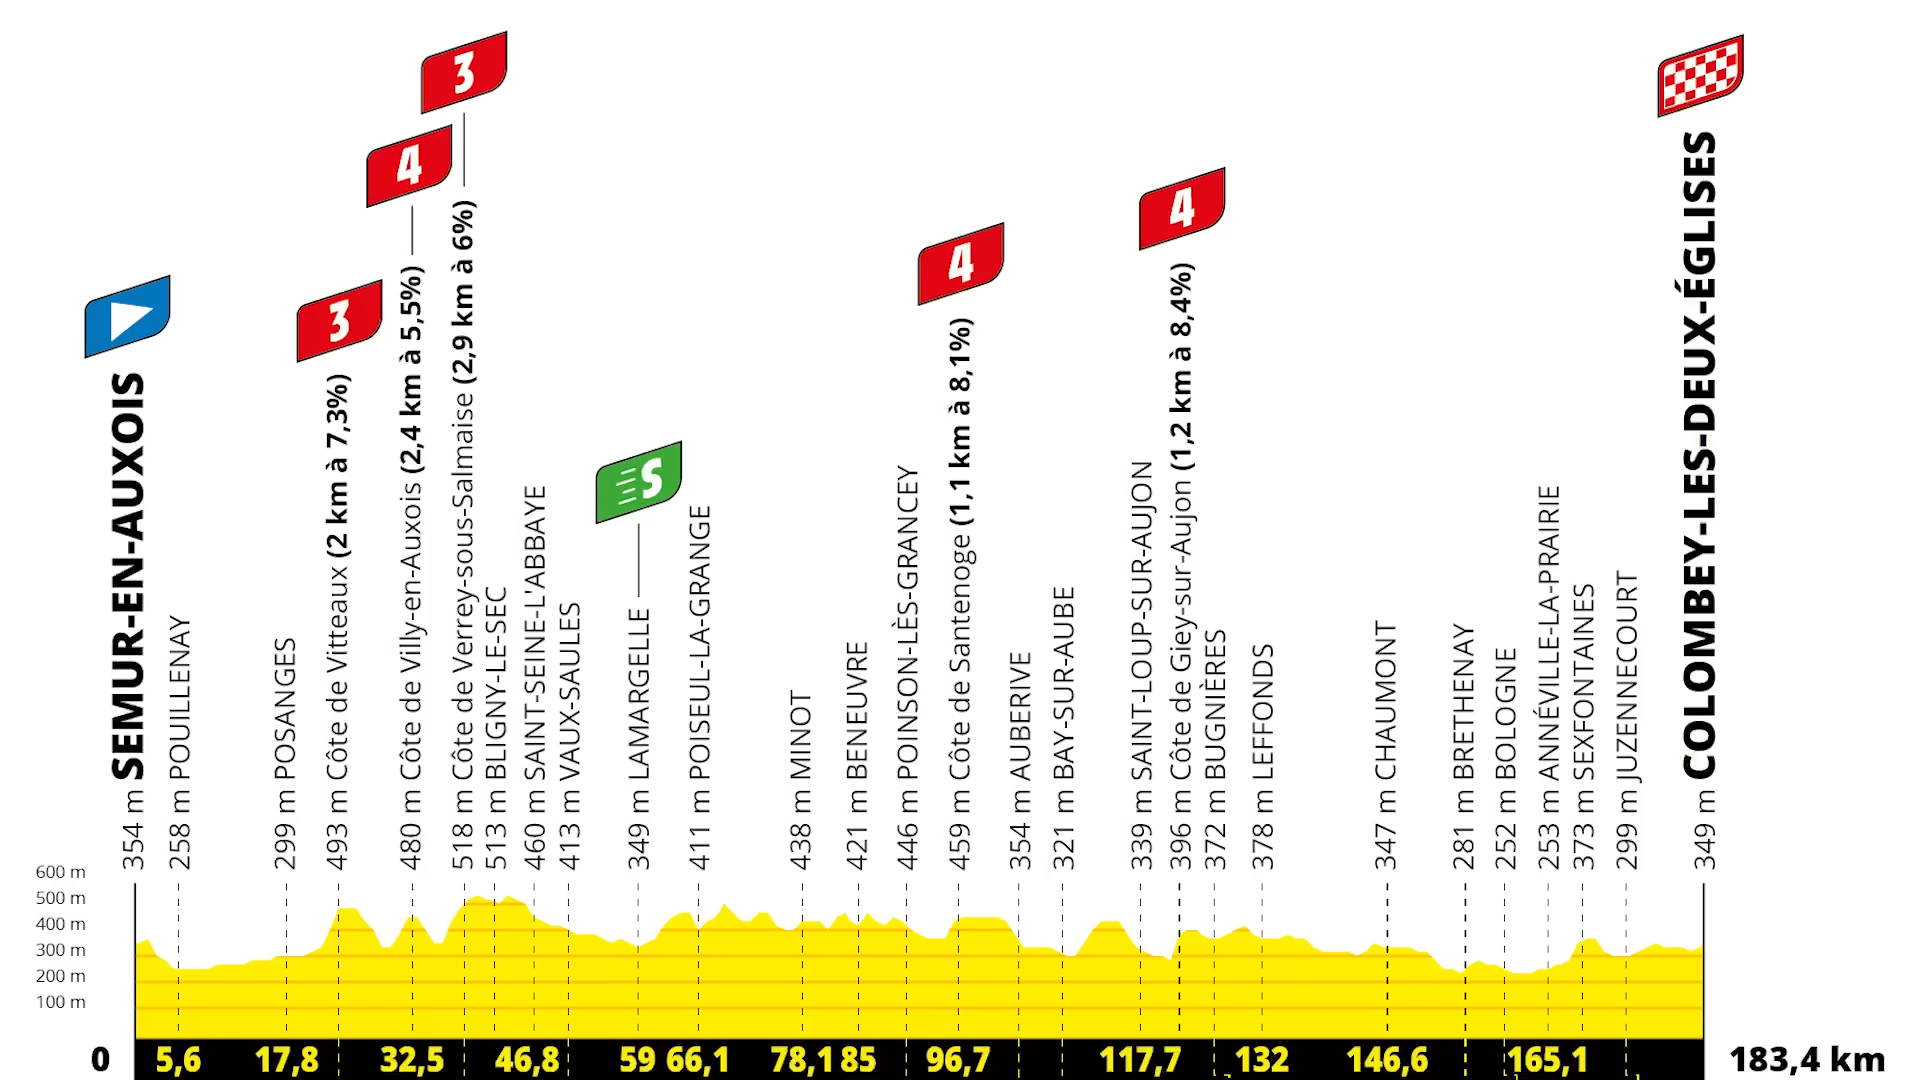 3
4
3
4
4
S
354 m SEMUR-EN-AUXOIS
258 m POUILLENAY
299 m POSANGES
493 m Côte de Vitteaux (2 km à 7,3%)
480 m Côte de Villy-en-Auxois (2,4 km à 5,5%)
518 m Côte de Verrey-sous-Salmaise (2,9 km à 6%)
513 m BLIGNY-LE-SEC
460 m SAINT-SEINE-L'ABBAYE
413 m VAUX-SAULES
349 m LAMARGELLE
411 m POISEUL-LA-GRANGE
438 m MINOT
421 m BENEUVRE
446 m POINSON-LÈS-GRANCEY
459 m Côte de Santenoge (1,1 km à 8,1%)
354 m AUBERIVE
321 m BAY-SUR-AUBE
339 m SAINT-LOUP-SUR-AUJON
396 m Côte de Giey-sur-Aujon (1,2 km à 8,4%)
372 m BUGNIÈRES
378 m LEFFONDS
347 m CHAUMONT
281 m BRETHENAY
252 m BOLOGNE
253 m ANNÉVILLE-LA-PRAIRIE
373 m SEXFONTAINES
299 m JUZENNECOURT
349 m COLOMBEY-LES-DEUX-ÉGLISES
600 m
500 m
400 m
300 m
200 m
100 m
0 5,6 17,8 32,5 46,8 59 66,1 78,1 85 96,7 117,7 132 146,6 165,1 183,4 km